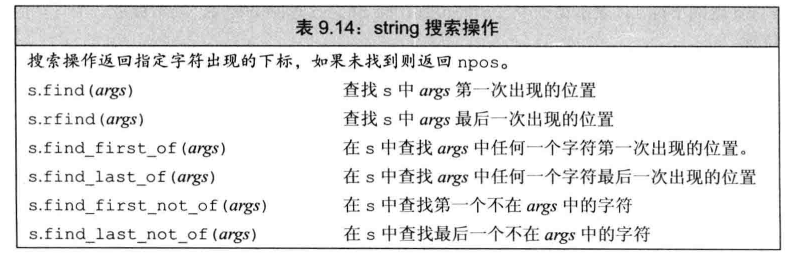 表 9.14：string 搜索操作
搜索操作返回指定字符出现的下标，如果未找到则返回 npos。
s.find(args) 查找 s 中 args 第一次出现的位置
s.rfind(args) 查找 s 中 args 最后一次出现的位置
s.find_first_of(args) 在 s 中查找 args 中任何一个字符第一次出现的位置。
s.find_last_of(args) 在 s 中查找 args 中任何一个字符最后一次出现的位置
s.find_first_not_of(args) 在 s 中查找第一个不在 args 中的字符
s.find_last_not_of(args) 在 s 中查找最后一个不在 args 中的字符